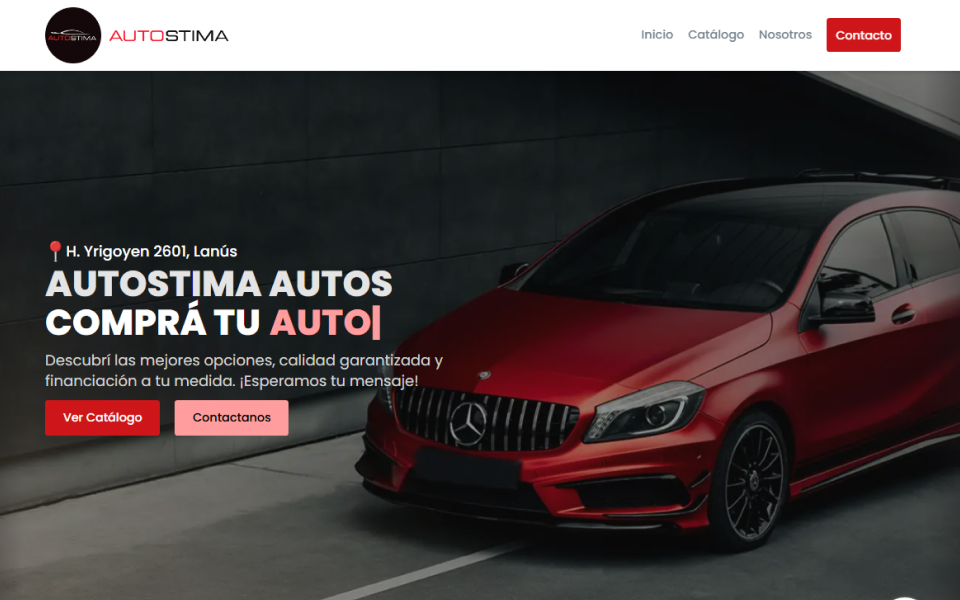 AUTOSTIMA
AUTOSTIMA
Inicio
Catálogo
Nosotros
Contacto
H. Yrigoyen 2601, Lanús
AUTOSTIMA AUTOS
COMPRÁ TU AUTO|
Descubrí las mejores opciones, calidad garantizada y
financiación a tu medida. ¡Esperamos tu mensaje!
Ver Catálogo
Contactanos